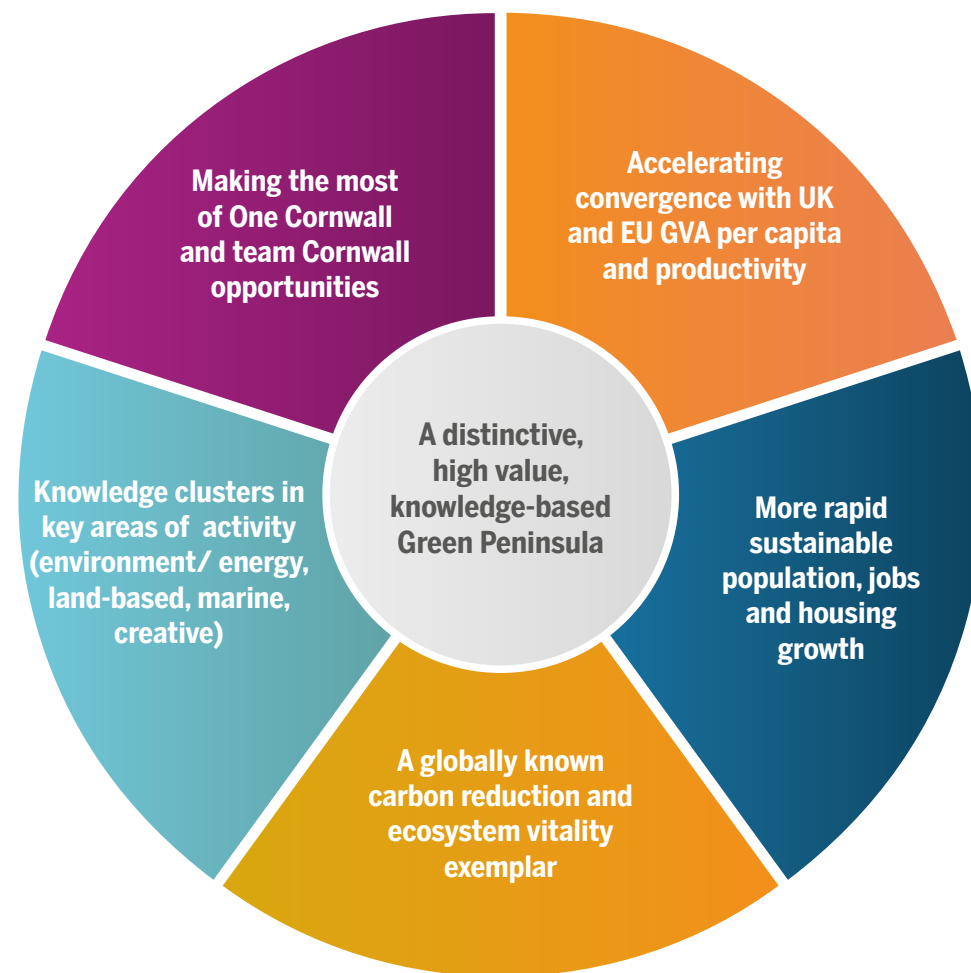 Making the most
of One Cornwall
and team Cornwall
opportunities
Accelerating
convergence with UK
and EU GVA per capita
and productivity
A distinctive,
high value,
knowledge-based
Green Peninsula
Knowledge clusters in
key areas of activity
(environment/ energy,
land-based, marine,
creative)
More rapid
sustainable
population, jobs
and housing
growth
A globally known
carbon reduction and
ecosystem vitality
exemplar